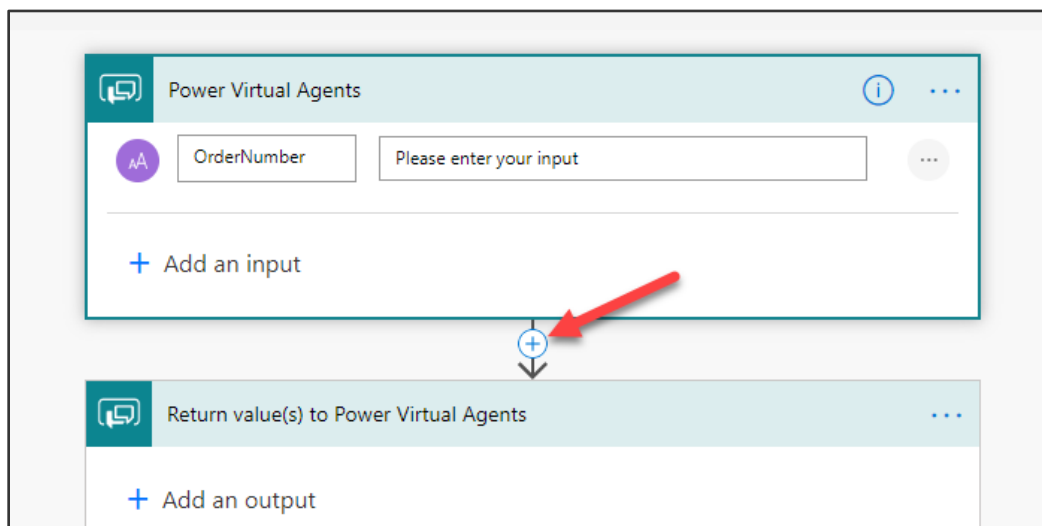 Power Virtual Agents
AA
OrderNumber
Please enter your input
Add an input
Return value(s) to Power Virtual Agents
Add an output